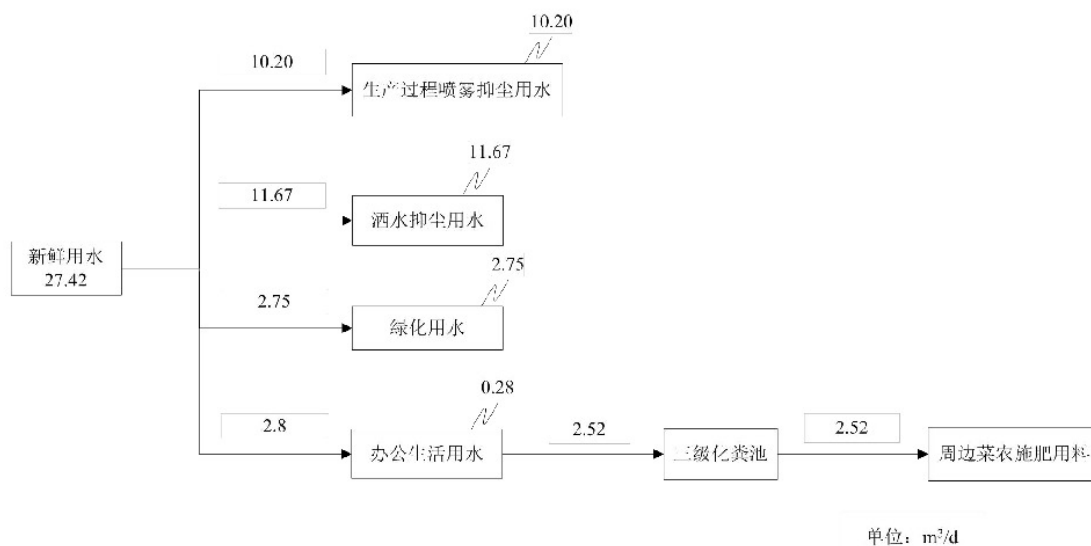 10.20
10.20
生产过程喷雾抑尘用水
11.67
11.67
洒水抑尘用水
新鲜用水
27.42
2.75
2.75
绿化用水
0.28
2.8
办公生活用水
2.52
三级化粪池
2.52
周边菜农施肥用料
单位：m³/d